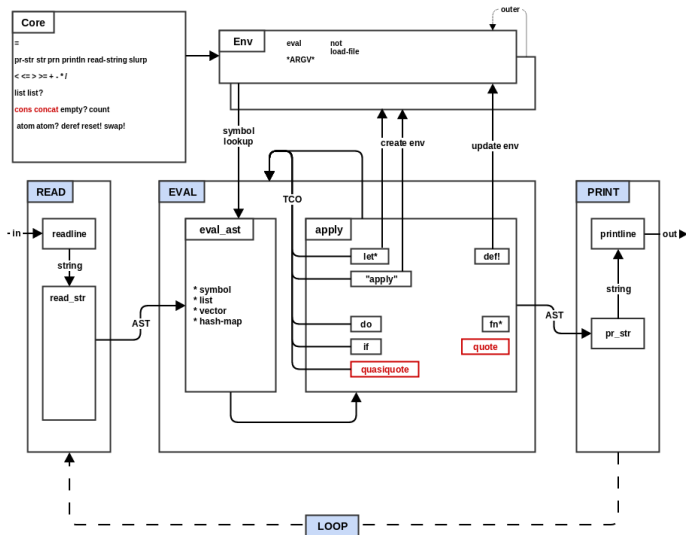 outer
Core
=
pr-str str prn println read-string slurp
< <= > >= + - * /
list list?
cons concat empty? count
atom atom? deref reset! swap!
Env
eval not
load-file
*ARGV*
symbol
lookup
create env
update env
READ
EVAL
PRINT
TCO
in
readline
string
read_str
AST
eval_ast
* symbol
* list
* vector
* hash-map
apply
let*
def!
"apply"
do
fn*
if
quote
quasiquote
AST
printline
out
string
pr_str
LOOP